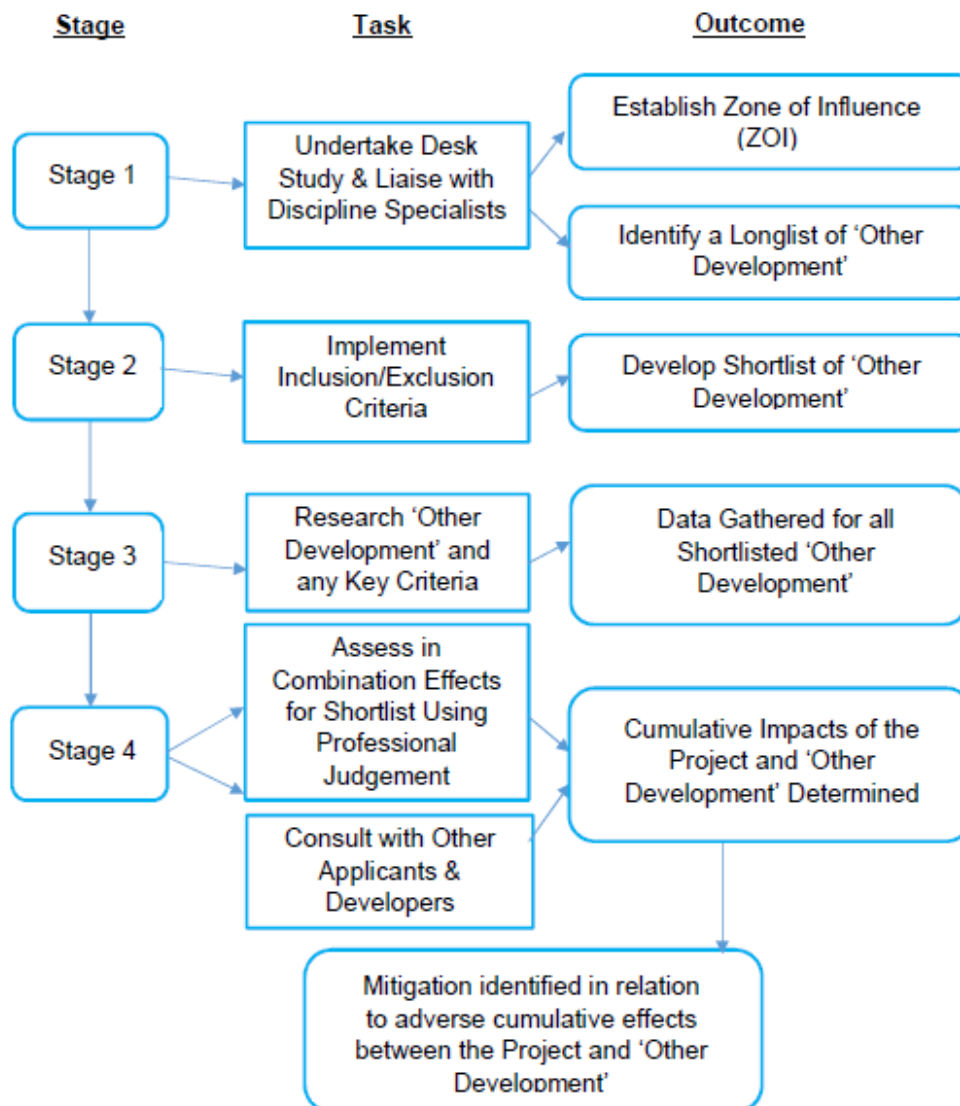 Stage
Task
Outcome
Stage 1
Undertake Desk
Study & Liaise with
Discipline Specialists
Establish Zone of Influence
(ZOI)
Identify a Longlist of ‘Other
Development’
Stage 2
Implement
Inclusion/Exclusion
Criteria
Develop Shortlist of ‘Other
Development’
Stage 3
Research ‘Other
Development’ and
any Key Criteria
Data Gathered for all
Shortlisted ‘Other
Development’
Stage 4
Assess in
Combination Effects
for Shortlist Using
Professional
Judgement
Consult with Other
Applicants &
Developers
Cumulative Impacts of the
Project and ‘Other
Development’ Determined
Mitigation identified in relation
to adverse cumulative effects
between the Project and ‘Other
Development’